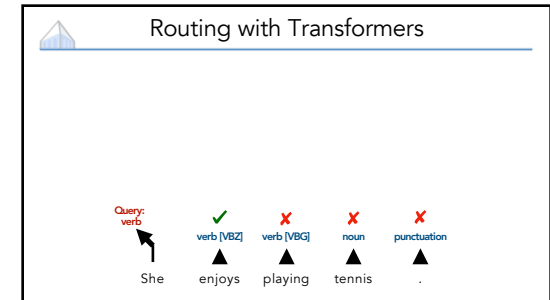 Routing with Transformers
Query:
verb
✓ ✘ ✘ ✘
verb [VBZ] verb [VBG] noun punctuation
She enjoys playing tennis .